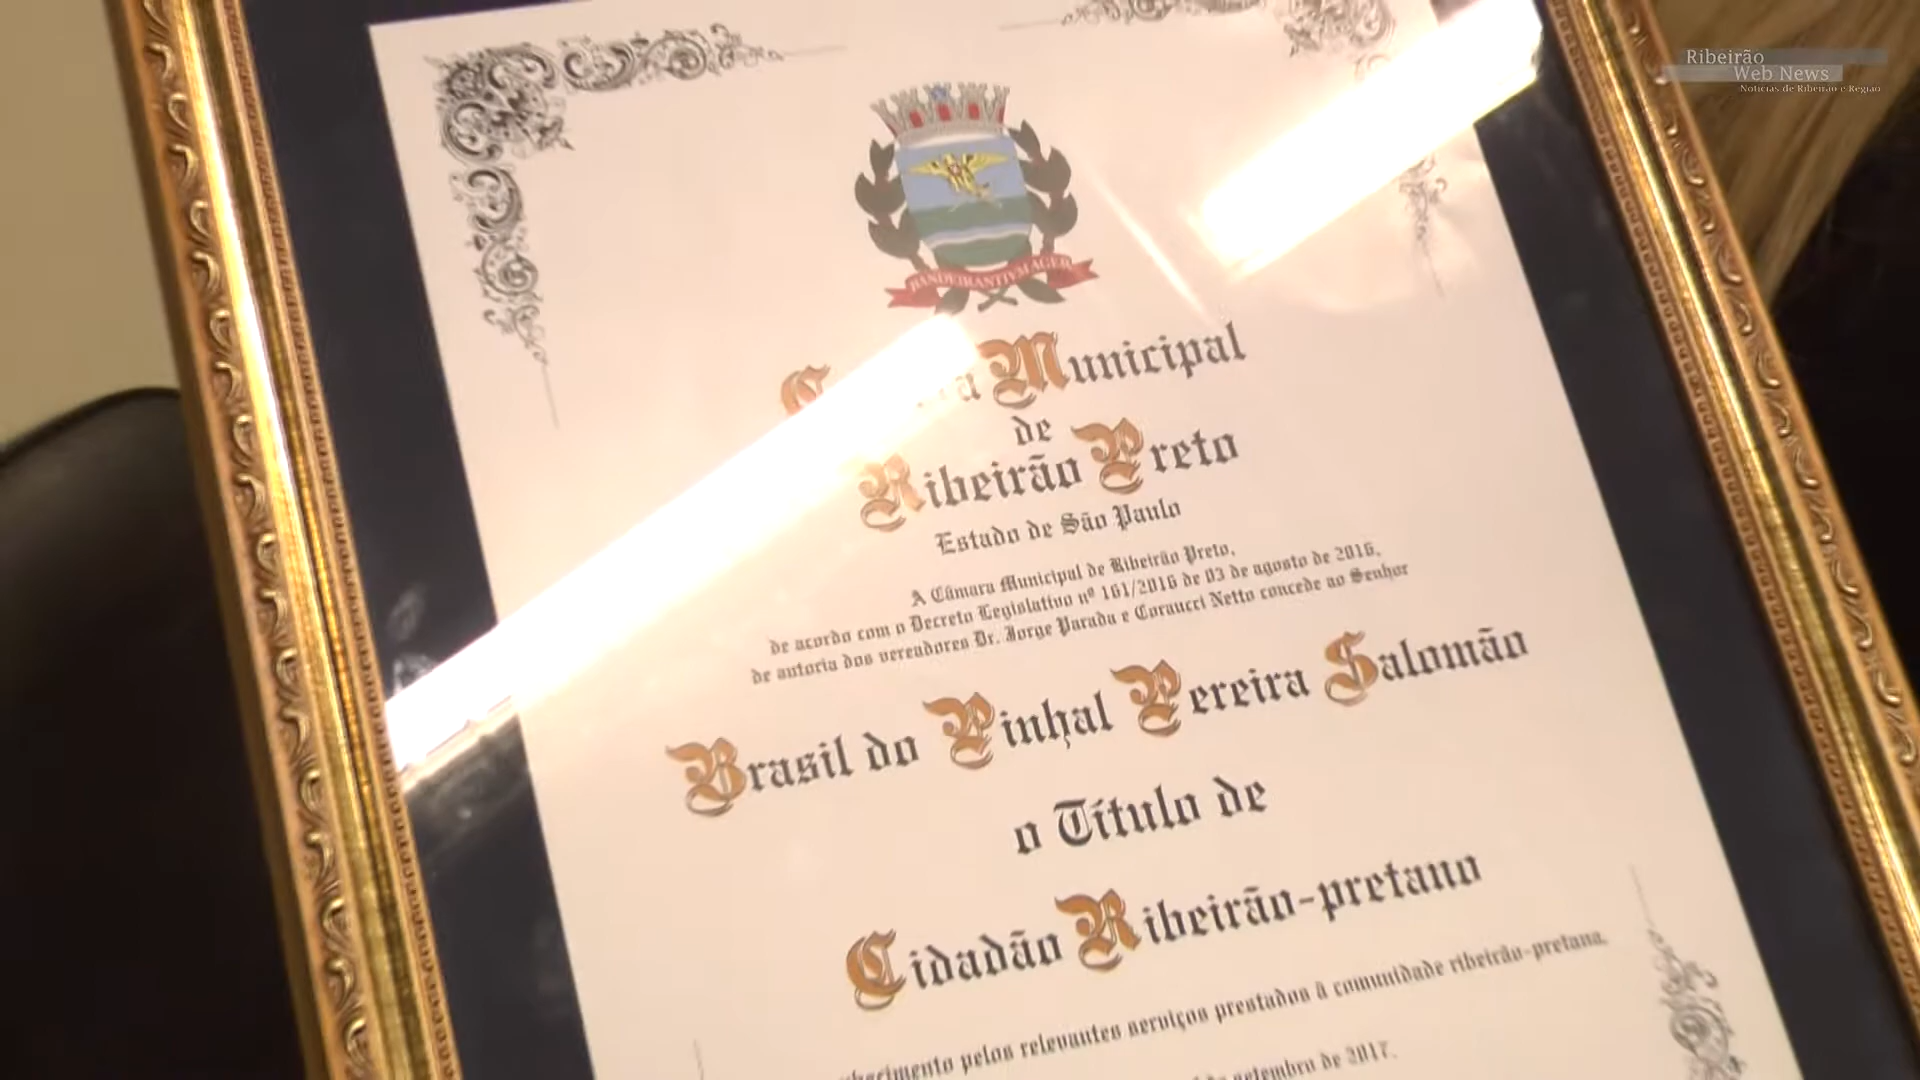 Ribeirão
Web News
Notícias de Ribeirão e Região
BANDEIRANTIVM AGER
Municipal
de
Ribeirão Preto
Estado de São Paulo
A Câmara Municipal de Ribeirão Preto,
de acordo com o Decreto Legislativo nº 161/2016 de 03 de agosto de 2016,
de autoria dos vereadores Dr. Jorge Parada e Coraucci Netto concede ao Senhor
Brasil do Pinhal Pereira Salomão
o Título de
Cidadão Ribeirão-pretano
pelos relevantes serviços prestados à comunidade ribeirão-pretana.
setembro de 2017.